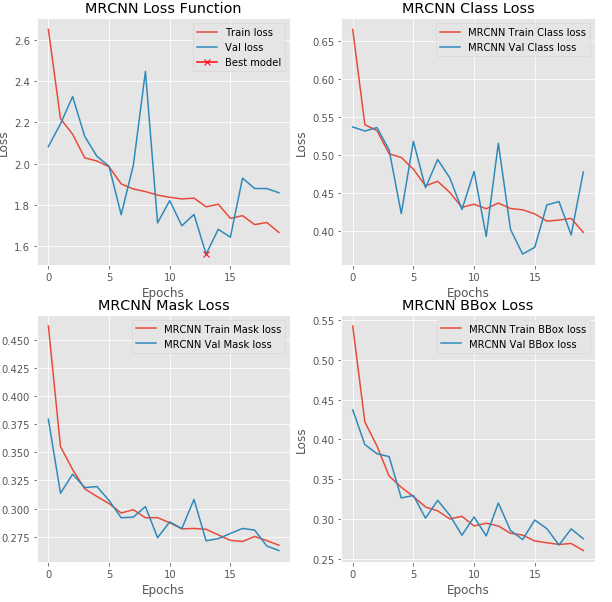 MRCNN Loss Function
Train loss
Val loss
Best model
2.6
2.4
2.2
2.0
1.8
1.6
Loss
0
5
10
15
Epochs
MRCNN Class Loss
MRCNN Train Class loss
MRCNN Val Class loss
0.65
0.60
0.55
0.50
0.45
0.40
Loss
0
5
10
15
Epochs
MRCNN Mask Loss
MRCNN Train Mask loss
MRCNN Val Mask loss
0.450
0.425
0.400
0.375
0.350
0.325
0.300
0.275
0
5
10
15
Epochs
MRCNN BBox Loss
MRCNN Train BBox loss
MRCNN Val BBox loss
0.55
0.50
0.45
0.40
0.35
0.30
0.25
Loss
0
5
10
15
Epochs